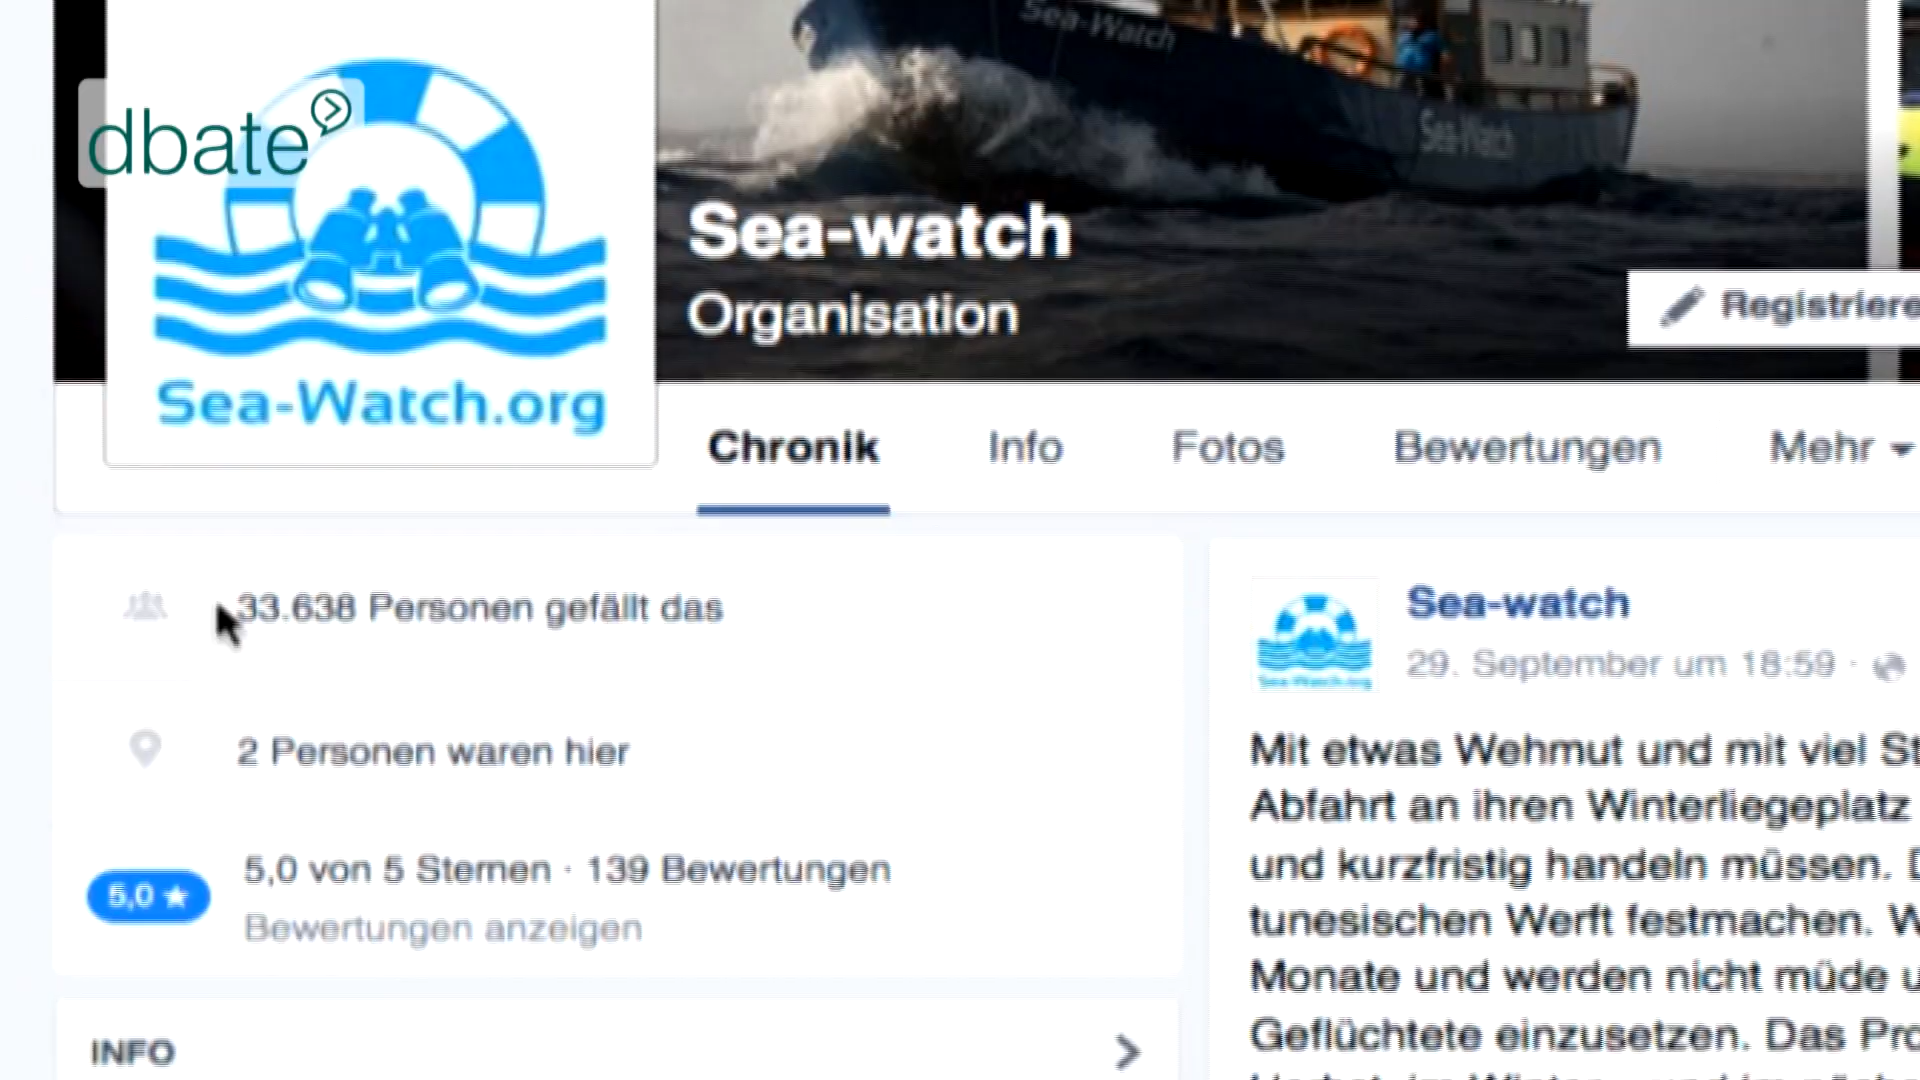 dbate
Sea-Watch.org
Sea-Watch
Sea-Watch
Sea-watch
Organisation
Chronik Info Fotos Bewertungen Mehr
33.638 Personen gefällt das
2 Personen waren hier
5,0 von 5 Sternen · 139 Bewertungen
5,0
Bewertungen anzeigen
INFO
Sea-watch
29. September um 18:59 ·
Mit etwas Wehmut und mit viel
Abfahrt an ihren Winterliegeplatz
und kurzfristig handeln müssen.
tunesischen Werft festmachen.
Monate und werden nicht müde
Geflüchtete einzusetzen. Das